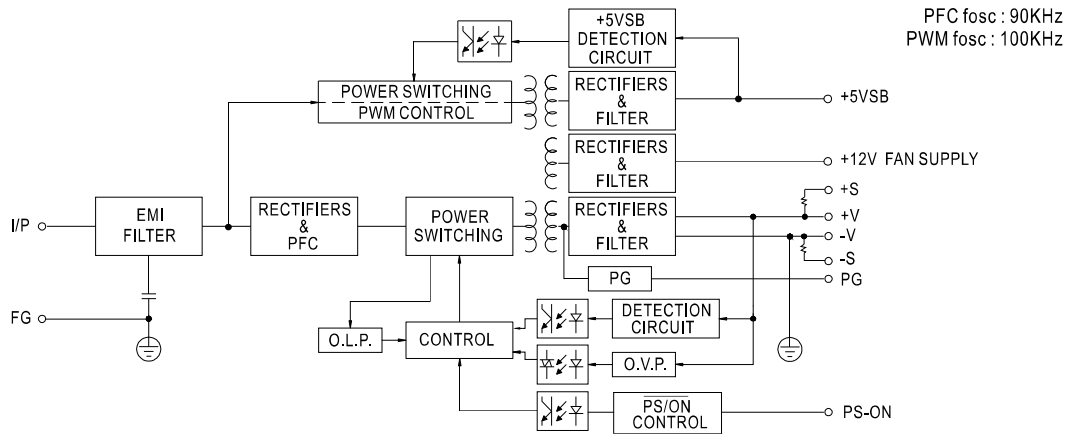 PFC fosc : 90KHz
PWM fosc : 100KHz
+5VSB
DETECTION
CIRCUIT
POWER SWITCHING
PWM CONTROL
RECTIFIERS
&
FILTER
+5VSB
RECTIFIERS
&
FILTER
+12V FAN SUPPLY
I/P
EMI
FILTER
RECTIFIERS
&
PFC
POWER
SWITCHING
RECTIFIERS
&
FILTER
+S
+V
-V
-S
PG
PG
FG
O.L.P.
CONTROL
DETECTION
CIRCUIT
O.V.P.
PS/ON
CONTROL
PS-ON